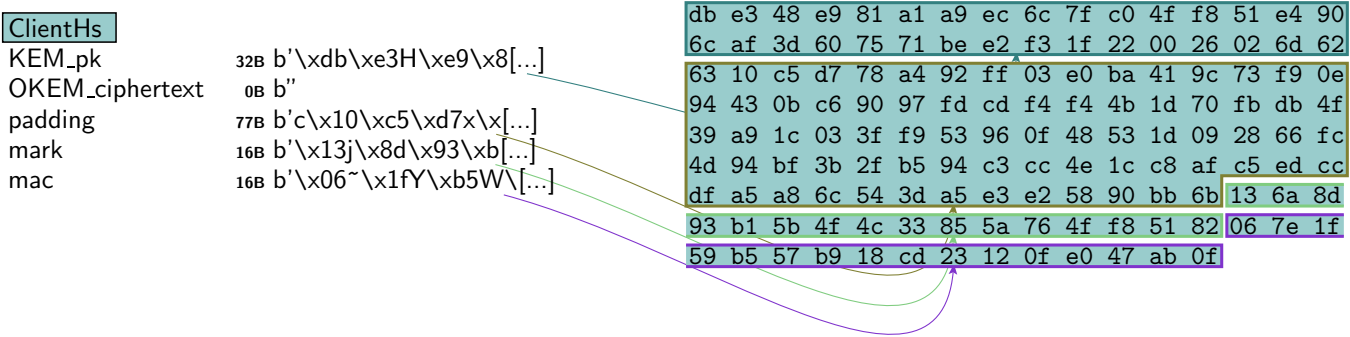 ClientHs
KEM_pk 32B b'\xdb\xe3H\xe9\x8[...]
OKEM_ciphertext 0B b''
padding 77B b'c\x10\xc5\xd7x\x[...]
mark 16B b'\x13j\x8d\x93\xb[...]
mac 16B b'\x06~\x1fY\xb5W\[...]
db e3 48 e9 81 a1 a9 ec 6c 7f c0 4f f8 51 e4 90
6c af 3d 60 75 71 be e2 f3 1f 22 00 26 02 6d 62
63 10 c5 d7 78 a4 92 ff 03 e0 ba 41 9c 73 f9 0e
94 43 0b c6 90 97 fd cd f4 f4 4b 1d 70 fb db 4f
39 a9 1c 03 3f f9 53 96 0f 48 53 1d 09 28 66 fc
4d 94 bf 3b 2f b5 94 c3 cc 4e 1c c8 af c5 ed cc
df a5 a8 6c 54 3d a5 e3 e2 58 90 bb 6b 13 6a 8d
93 b1 5b 4f 4c 33 85 5a 76 4f f8 51 82 06 7e 1f
59 b5 57 b9 18 cd 23 12 0f e0 47 ab 0f